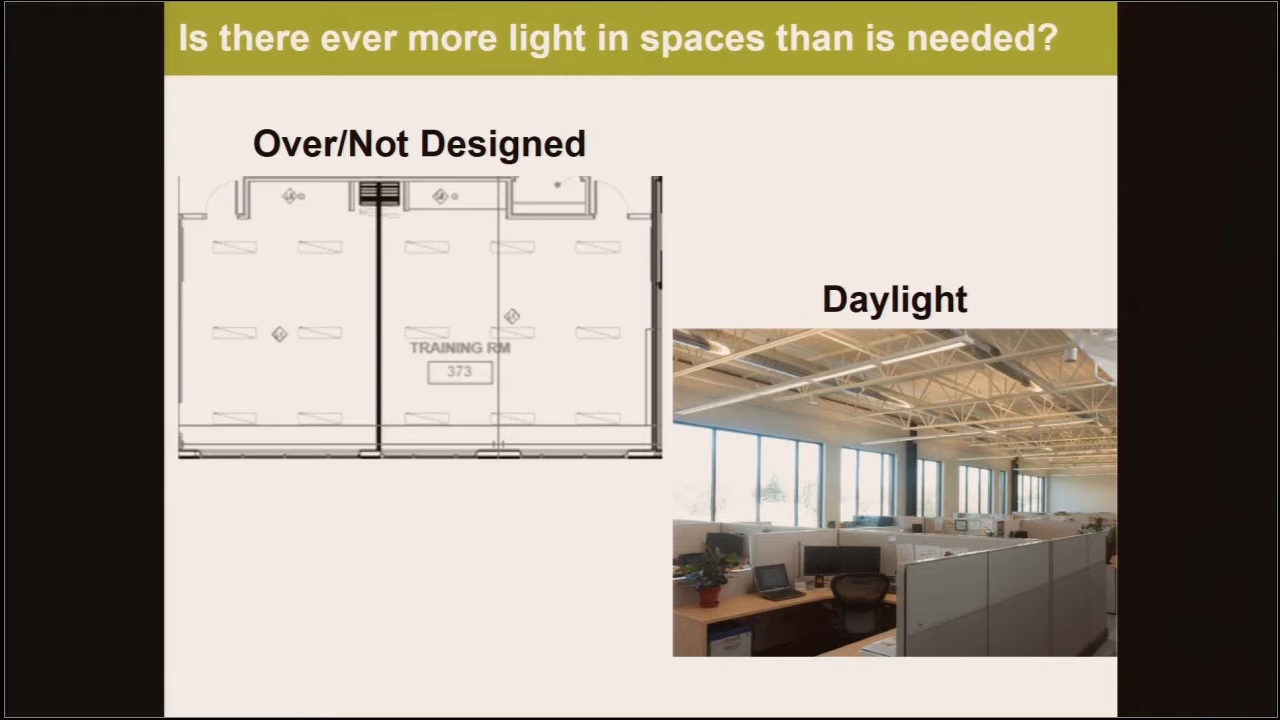 Is there ever more light in spaces than is needed?
Over/Not Designed
TRAINING RM
373
Daylight